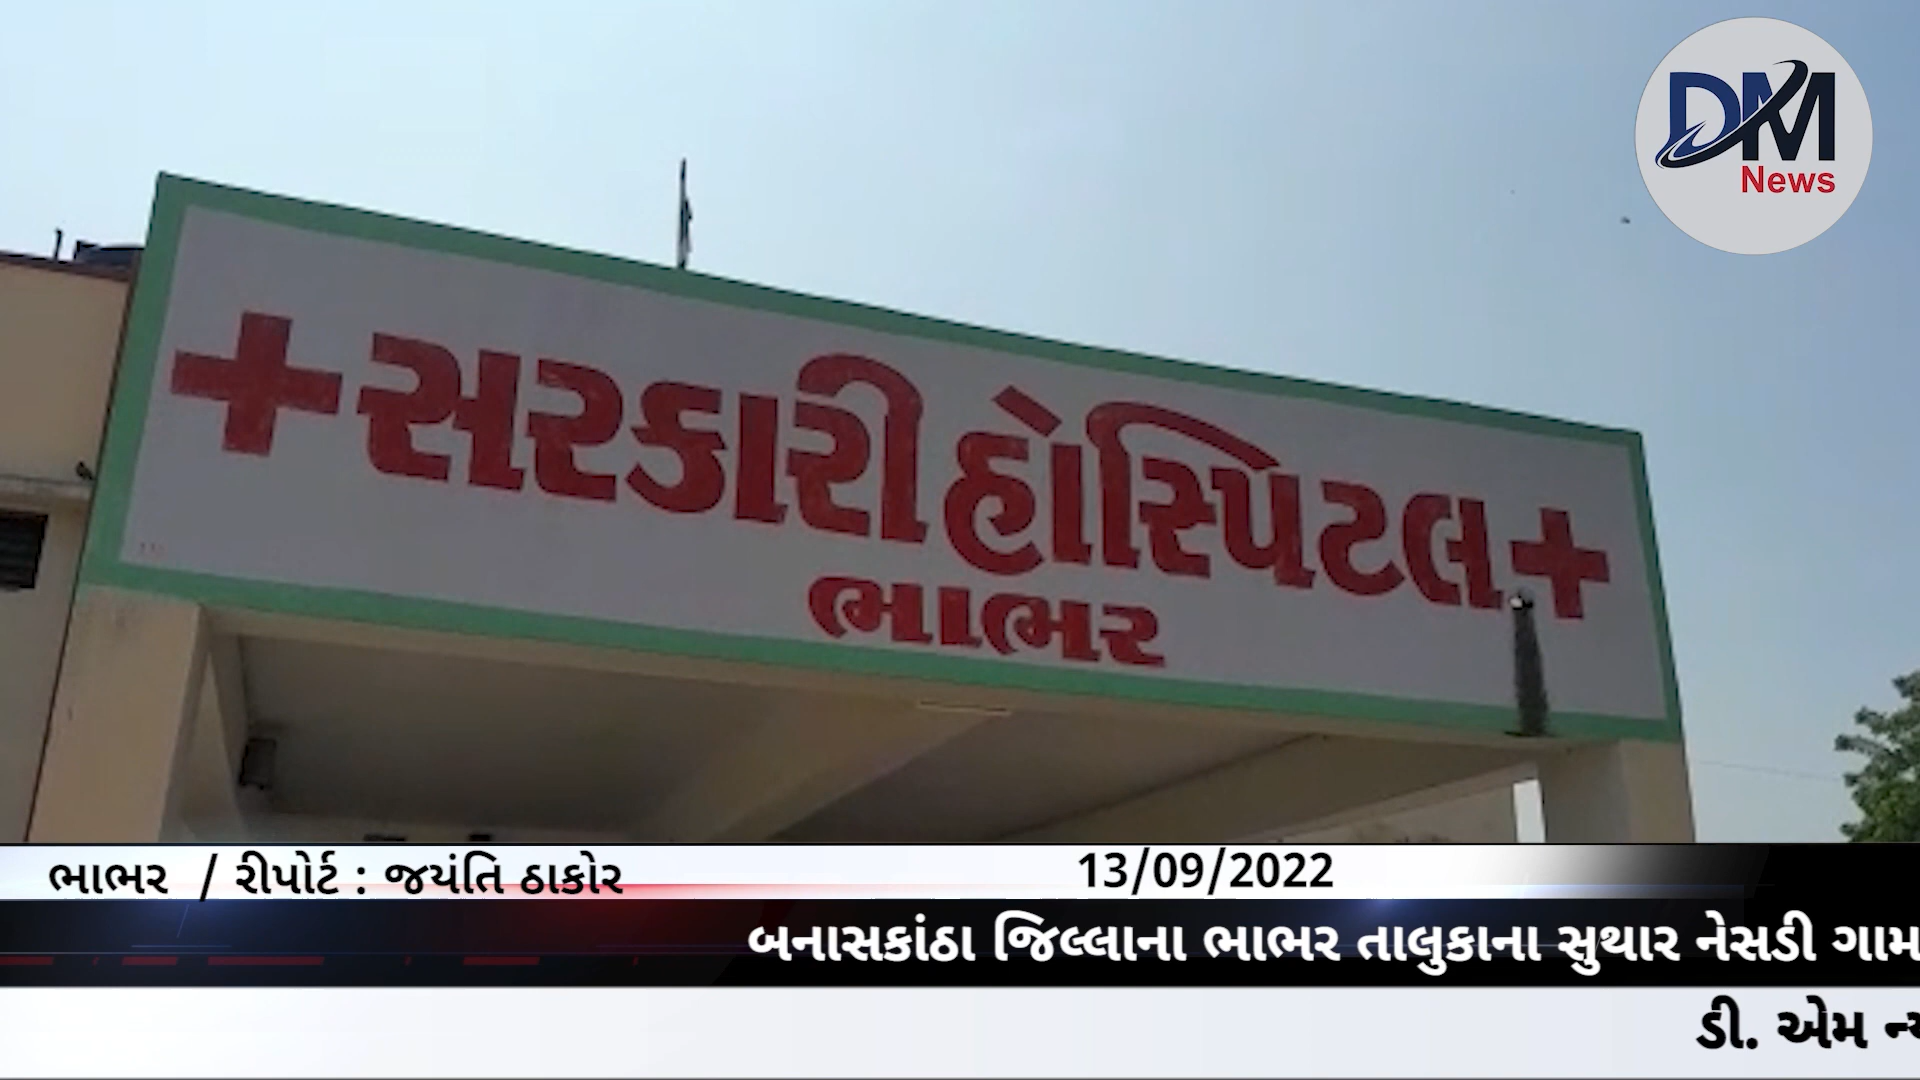 DM
News
+ સરકારી હોસ્પિટલ +
ભાભર
ભાભર / રીપોર્ટ : જયંતિ ઠાકોર
13/09/2022
બનાસકાંઠા જિલ્લાના ભાભર તાલુકાના સુથાર નેસડી ગામ
ડી. એમ